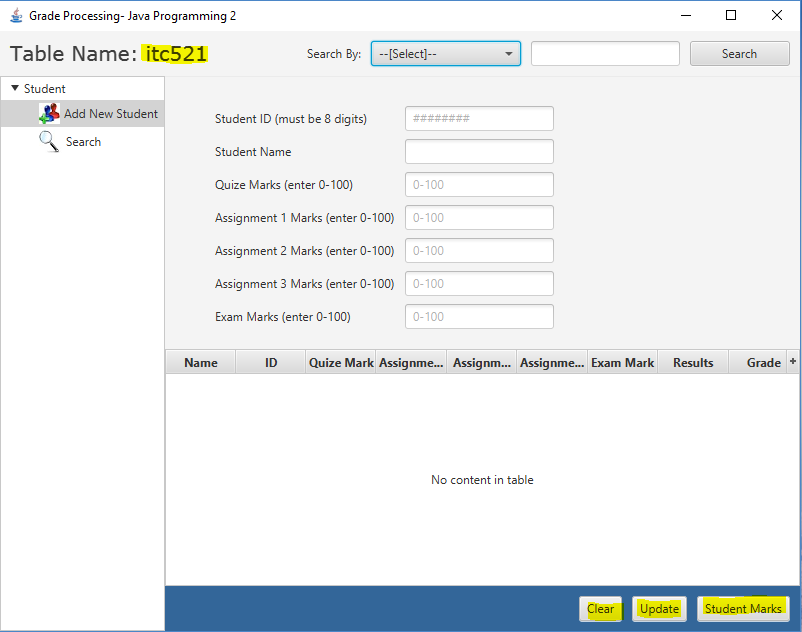 Grade Processing- Java Programming 2
Table Name: itc521
Search By: --[Select]-- Search
Student
Add New Student
Search
Student ID (must be 8 digits) ########
Student Name
Quize Marks (enter 0-100) 0-100
Assignment 1 Marks (enter 0-100) 0-100
Assignment 2 Marks (enter 0-100) 0-100
Assignment 3 Marks (enter 0-100) 0-100
Exam Marks (enter 0-100) 0-100
Name ID Quize Mark Assignme... Assignm... Assignme... Exam Mark Results Grade +
No content in table
Clear Update Student Marks